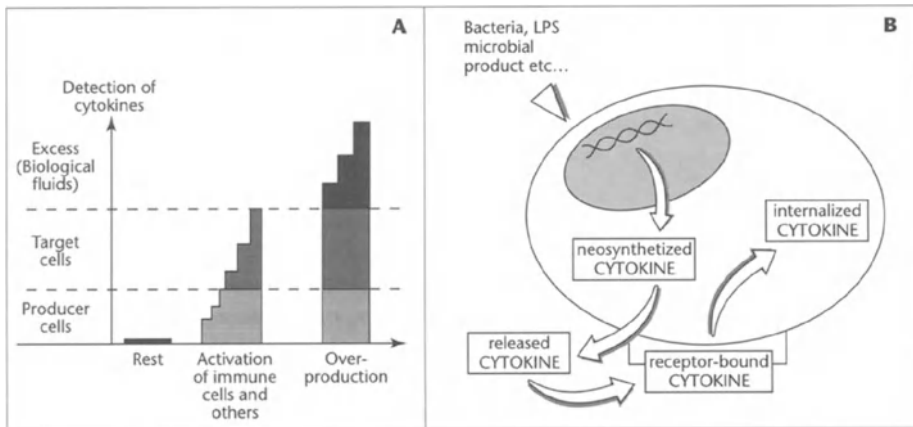 A
Detection of
cytokines
Excess
(Biological
fluids)
Target
cells
Producer
cells
Rest
Activation
of immune
cells and
others
Over-
production
B
Bacteria, LPS
microbial
product etc...
neosynthetized
CYTOKINE
internalized
CYTOKINE
released
CYTOKINE
receptor-bound
CYTOKINE